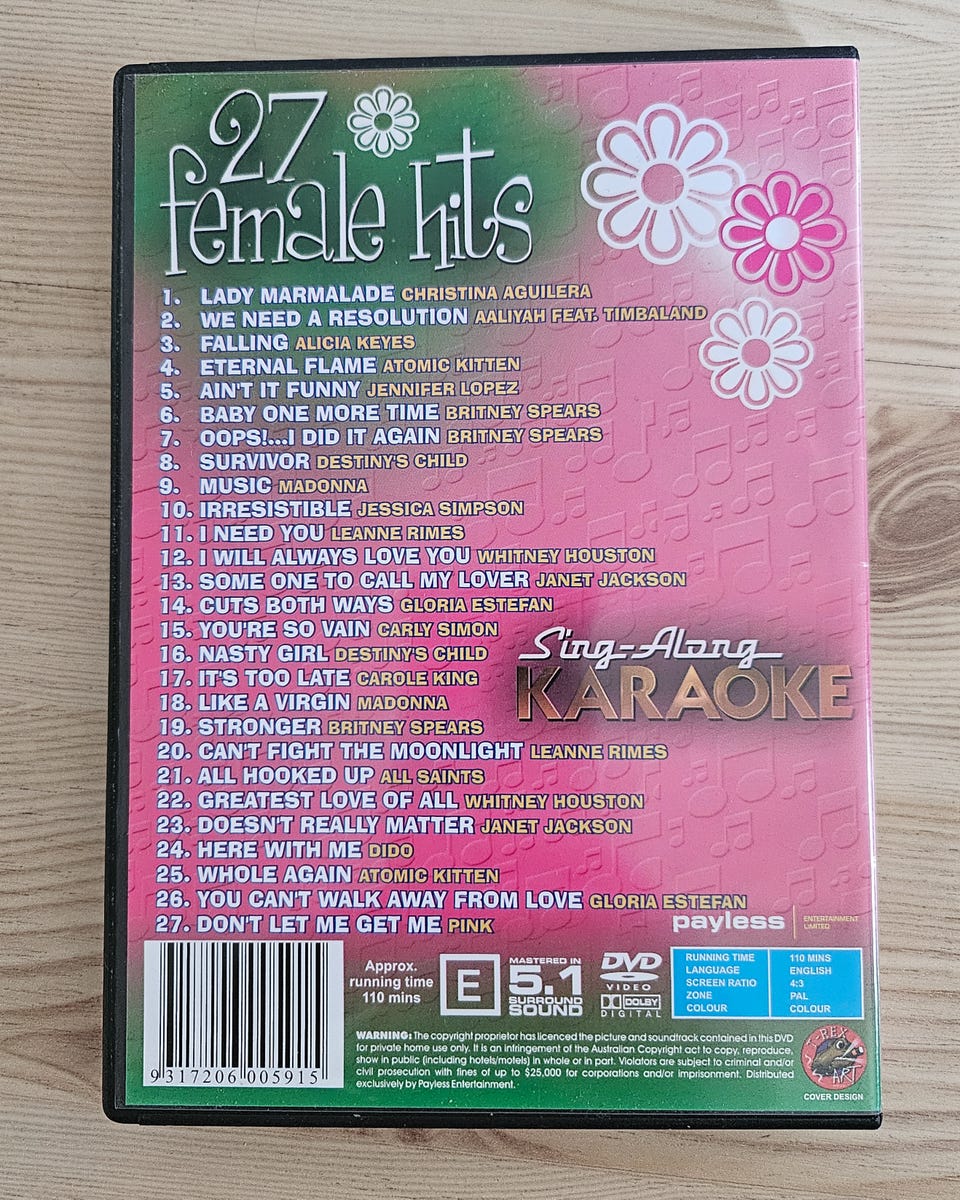 27
female hits
1. LADY MARMALADE CHRISTINA AGUILERA
2. WE NEED A RESOLUTION AALIYAH FEAT. TIMBALAND
3. FALLING ALICIA KEYES
4. ETERNAL FLAME ATOMIC KITTEN
5. AIN'T IT FUNNY JENNIFER LOPEZ
6. BABY ONE MORE TIME BRITNEY SPEARS
7. OOPS!...I DID IT AGAIN BRITNEY SPEARS
8. SURVIVOR DESTINY'S CHILD
9. MUSIC MADONNA
10. IRRESISTIBLE JESSICA SIMPSON
11. I NEED YOU LEANNE RIMES
12. I WILL ALWAYS LOVE YOU WHITNEY HOUSTON
13. SOME ONE TO CALL MY LOVER JANET JACKSON
14. CUTS BOTH WAYS GLORIA ESTEFAN
15. YOU'RE SO VAIN CARLY SIMON
16. NASTY GIRL DESTINY'S CHILD
17. IT'S TOO LATE CAROLE KING
18. LIKE A VIRGIN MADONNA
19. STRONGER BRITNEY SPEARS
20. CAN'T FIGHT THE MOONLIGHT LEANNE RIMES
21. ALL HOOKED UP ALL SAINTS
22. GREATEST LOVE OF ALL WHITNEY HOUSTON
23. DOESN'T REALLY MATTER JANET JACKSON
24. HERE WITH ME DIDO
25. WHOLE AGAIN ATOMIC KITTEN
26. YOU CAN'T WALK AWAY FROM LOVE GLORIA ESTEFAN
27. DON'T LET ME GET ME PINK
Sing-Along
KARAOKE
payless ENTERTAINMENT
LIMITED
9 317206 005915
Approx.
running time
110 mins
E
MASTERED IN
5.1
SURROUND
SOUND
DVD
VIDEO
DOLBY
DIGITAL
RUNNING TIME 110 MINS
LANGUAGE ENGLISH
SCREEN RATIO 4:3
ZONE PAL
COLOUR COLOUR
WARNING: The copyright proprietor has licenced the picture and soundtrack contained in this DVD
for private home use only. It is an infringement of the Australian Copyright act to copy, reproduce,
show in public (including hotels/motels) in whole or in part. Violators are subject to criminal and/or
civil prosecution with fines of up to $25,000 for corporations and/or imprisonment. Distributed
exclusively by Payless Entertainment.
T-REX
ART
COVER DESIGN